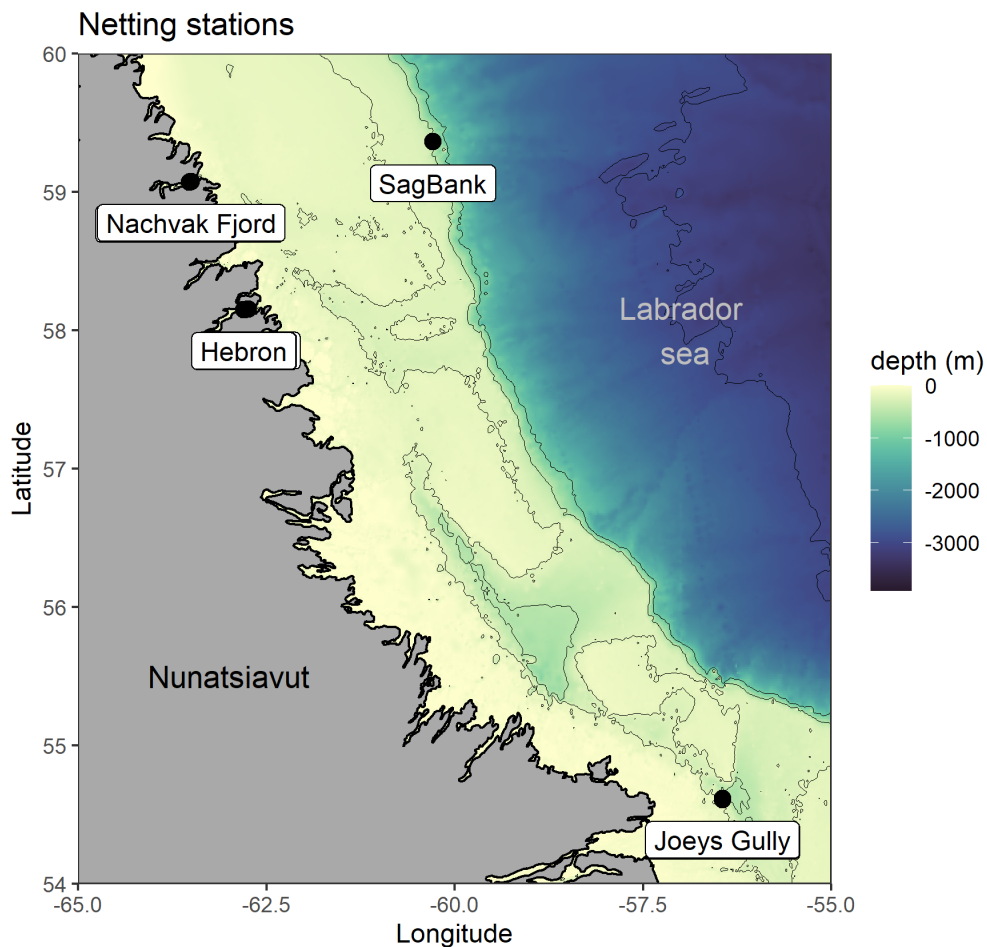 Netting stations
60
59
58
57
56
55
54
-65.0
-62.5
-60.0
-57.5
-55.0
Latitude
Longitude
SagBank
Nachvak Fjord
Hebron
Labrador
sea
Nunatsiavut
Joeys Gully
depth (m)
0
-1000
-2000
-3000